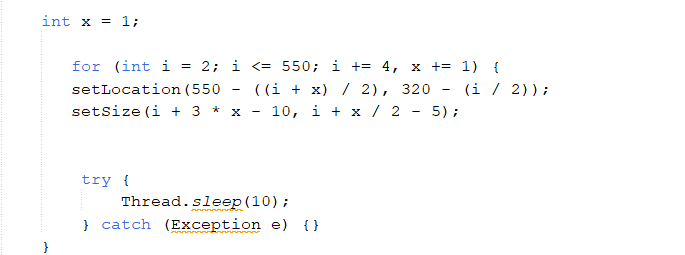 int x = 1;
for (int i = 2; i <= 550; i += 4, x += 1) {
setLocation(550 - ((i + x) / 2), 320 - (i / 2));
setSize(i + 3 * x - 10, i + x / 2 - 5);
try {
Thread.sleep(10);
} catch (Exception e) {}
}